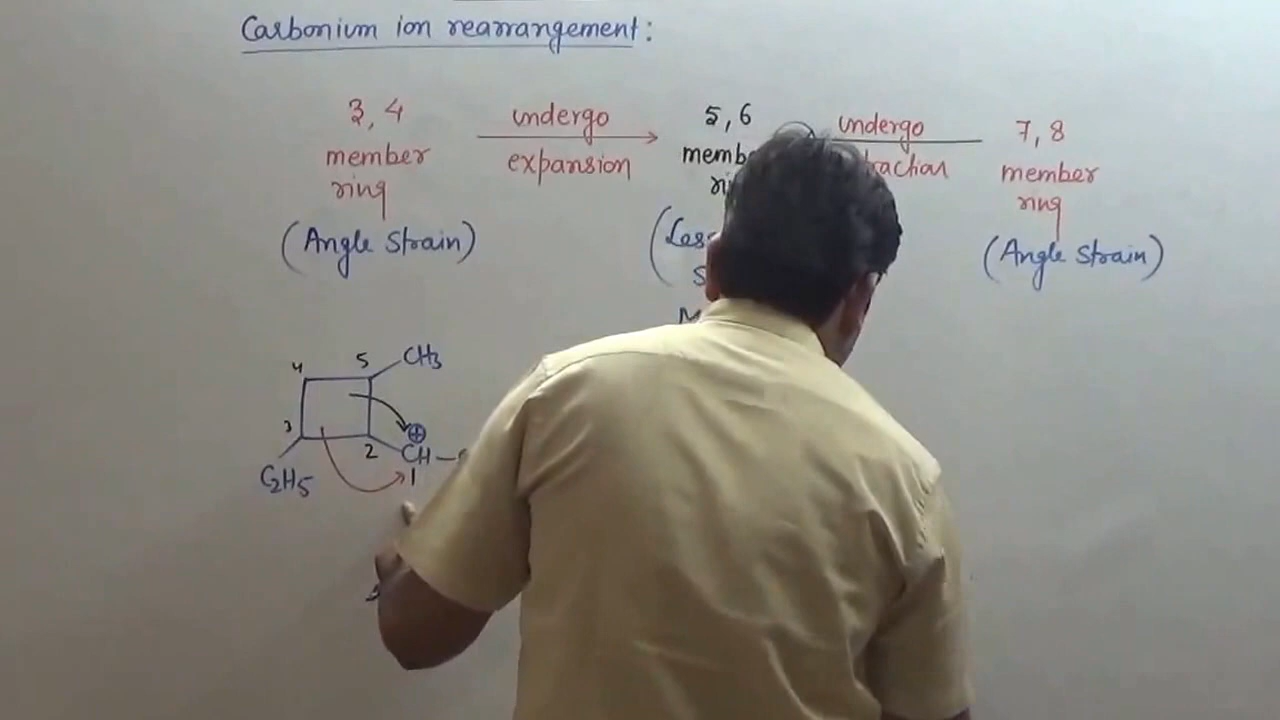 Carbonium ion rearrangement:
3, 4
member
ring
(Angle Strain)
undergo
expansion
5, 6
undergo
7, 8
member
ring
(Angle Strain)
4 5 CH3
3 2 ⊕
CH –
C2H5 1